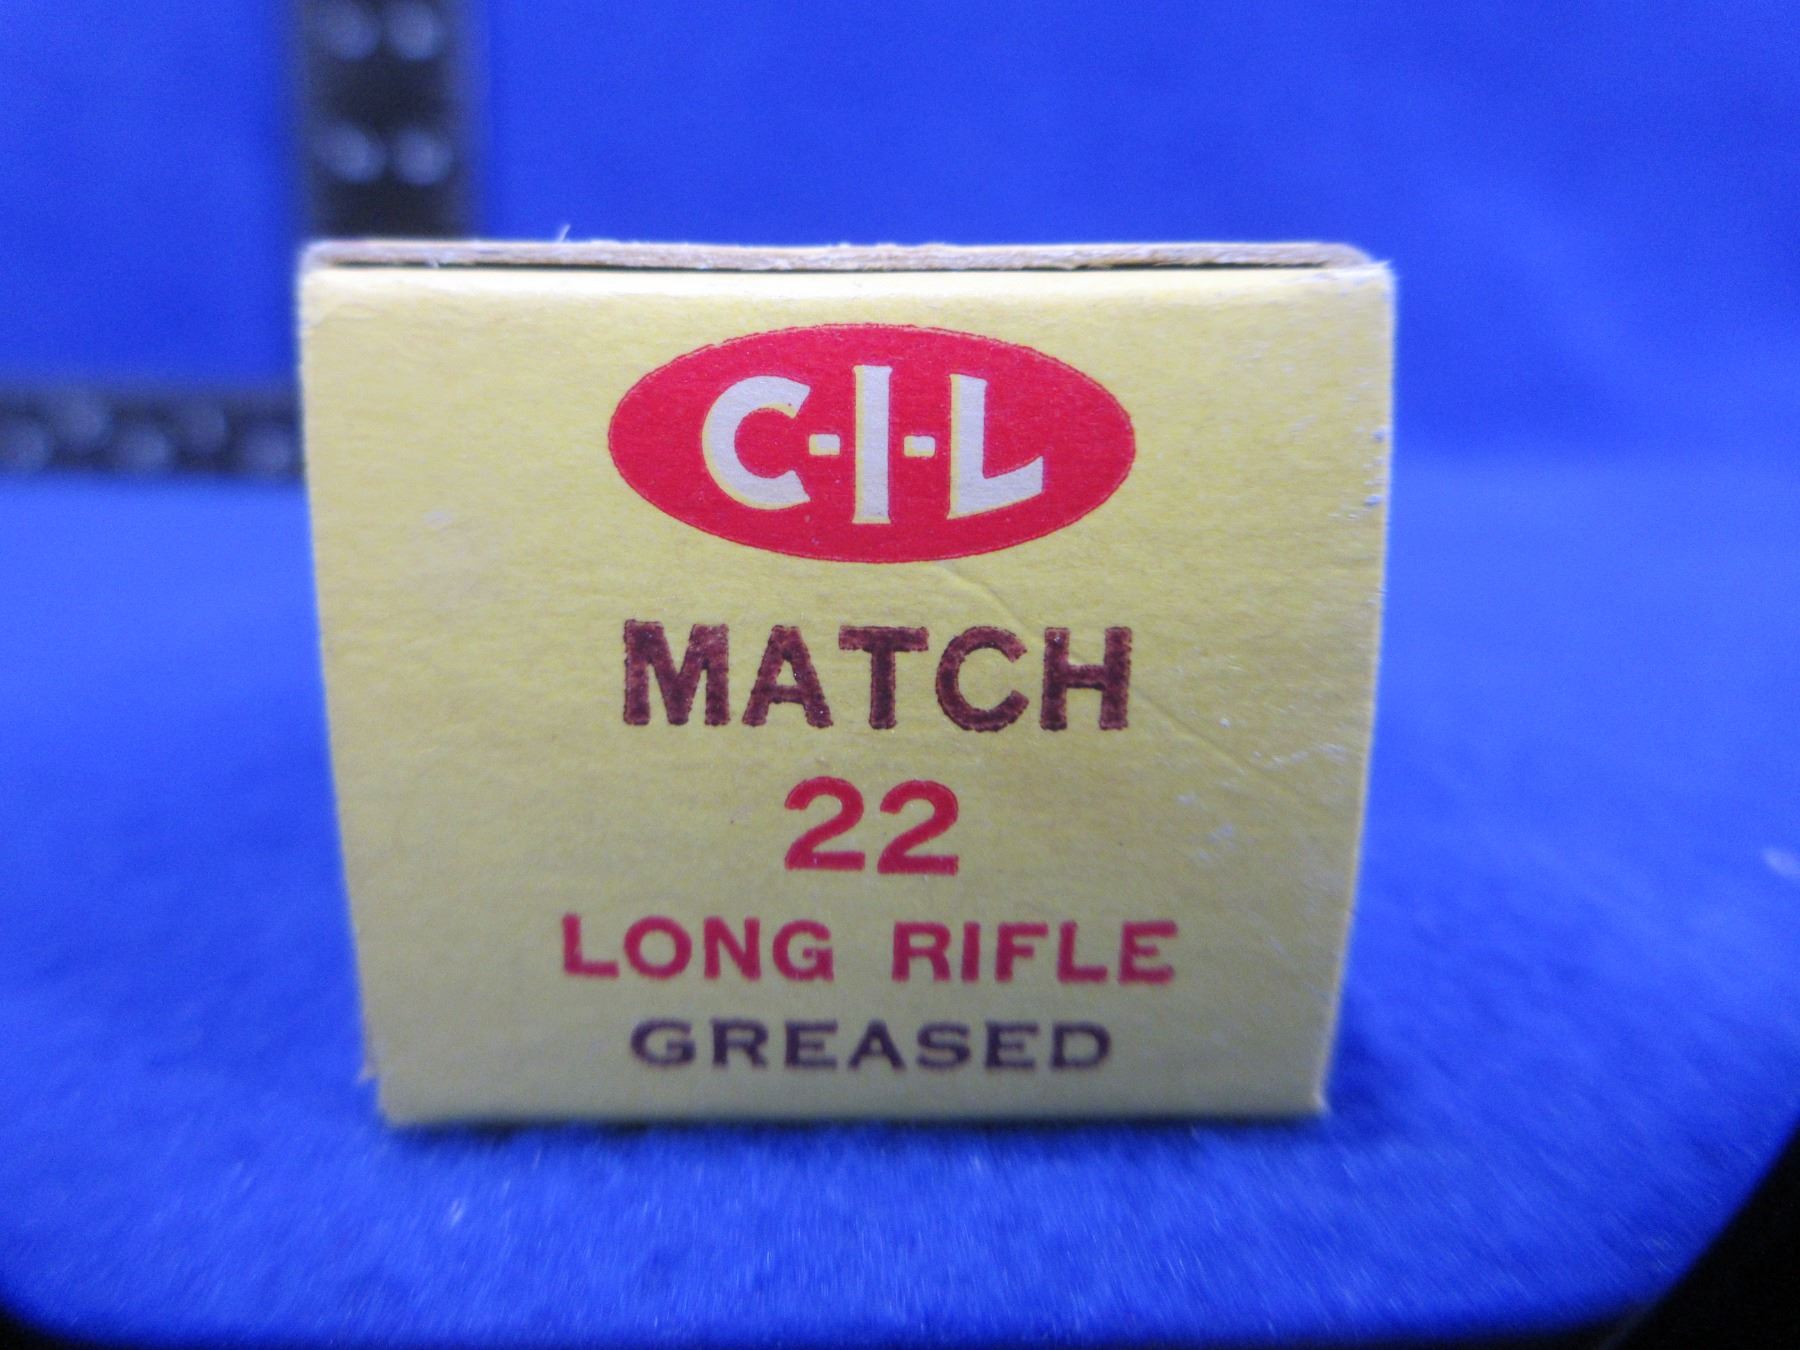 C-I-L
MATCH
22
LONG RIFLE
GREASED